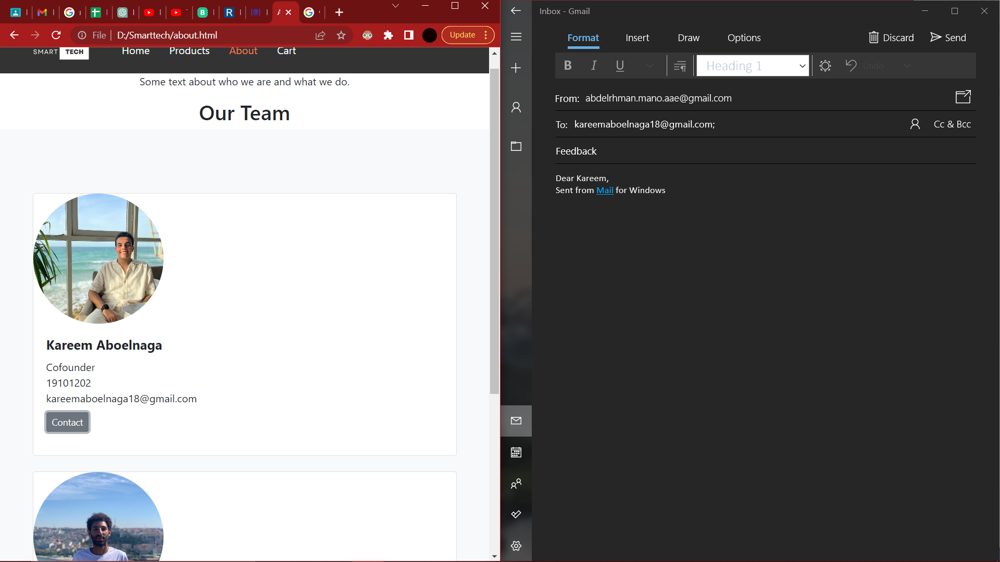 File
D:/Smarttech/about.html
Update
SMART TECH
Home
Products
About
Cart
Some text about who we are and what we do.
Our Team
Kareem Aboelnaga
Cofounder
19101202
kareemaboelnaga18@gmail.com
Contact
Inbox - Gmail
Format
Insert
Draw
Options
Discard
Send
B I U
Heading 1
Undo
From: abdelrhman.mano.aae@gmail.com
To: kareemaboelnaga18@gmail.com;
Cc & Bcc
Feedback
Dear Kareem,
Sent from Mail for Windows